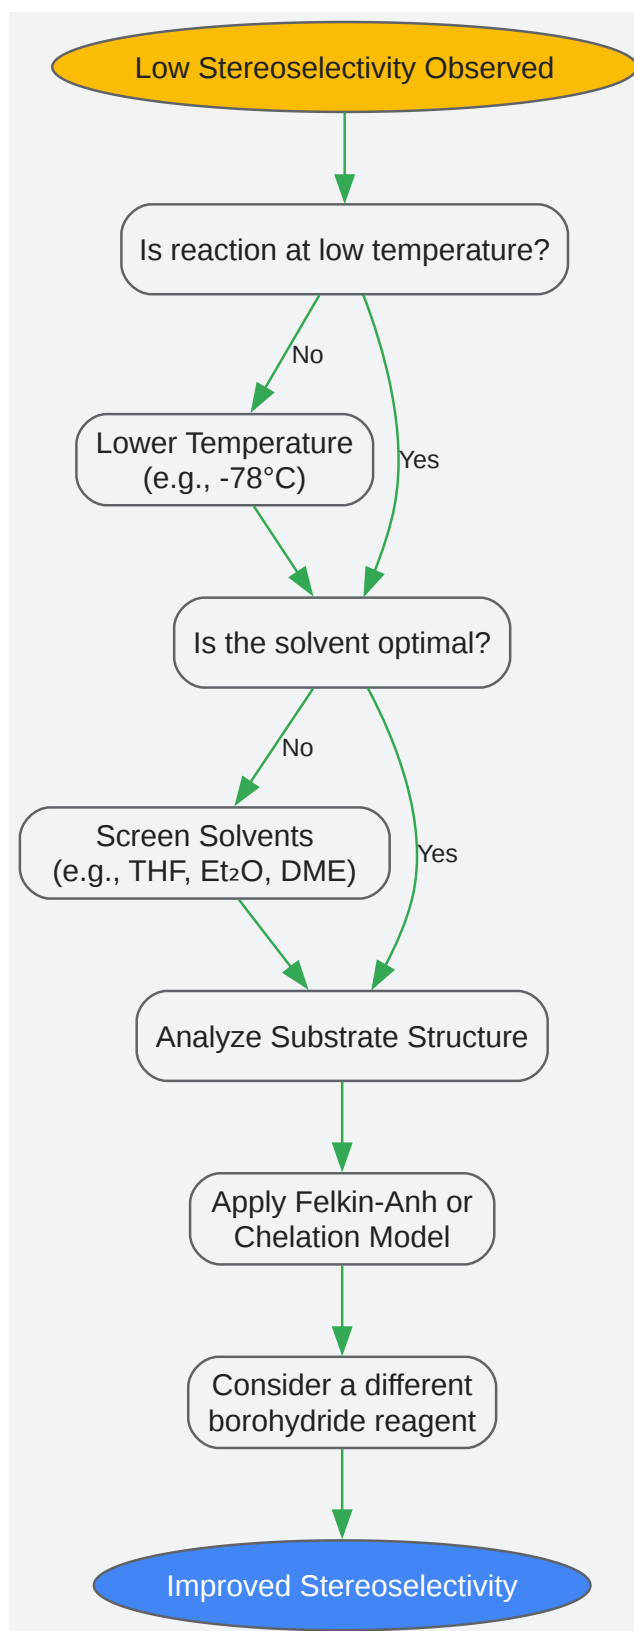 Low Stereoselectivity Observed
Is reaction at low temperature?
No
Lower Temperature
(e.g., -78°C)
Yes
Is the solvent optimal?
No
Screen Solvents
(e.g., THF, Et₂O, DME)
Yes
Analyze Substrate Structure
Apply Felkin-Anh or
Chelation Model
Consider a different
borohydride reagent
Improved Stereoselectivity